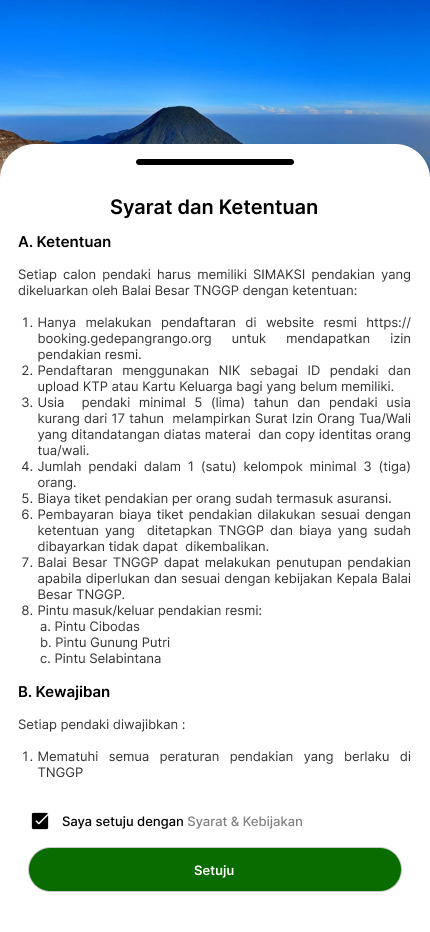 Syarat dan Ketentuan
A. Ketentuan
Setiap calon pendaki harus memiliki SIMAKSI pendakian yang
dikeluarkan oleh Balai Besar TNGGP dengan ketentuan:
1. Hanya melakukan pendaftaran di website resmi https://
booking.gedepangrango.org untuk mendapatkan izin
pendakian resmi.
2. Pendaftaran menggunakan NIK sebagai ID pendaki dan
upload KTP atau Kartu Keluarga bagi yang belum memiliki.
3. Usia pendaki minimal 5 (lima) tahun dan pendaki usia
kurang dari 17 tahun melampirkan Surat Izin Orang Tua/Wali
yang ditandatangan diatas materai dan copy identitas orang
tua/wali.
4. Jumlah pendaki dalam 1 (satu) kelompok minimal 3 (tiga)
orang.
5. Biaya tiket pendakian per orang sudah termasuk asuransi.
6. Pembayaran biaya tiket pendakian dilakukan sesuai dengan
ketentuan yang ditetapkan TNGGP dan biaya yang sudah
dibayarkan tidak dapat dikembalikan.
7. Balai Besar TNGGP dapat melakukan penutupan pendakian
apabila diperlukan dan sesuai dengan kebijakan Kepala Balai
Besar TNGGP.
8. Pintu masuk/keluar pendakian resmi:
a. Pintu Cibodas
b. Pintu Gunung Putri
c. Pintu Selabintana
B. Kewajiban
Setiap pendaki diwajibkan :
1. Mematuhi semua peraturan pendakian yang berlaku di
TNGGP
Saya setuju dengan Syarat & Kebijakan
Setuju